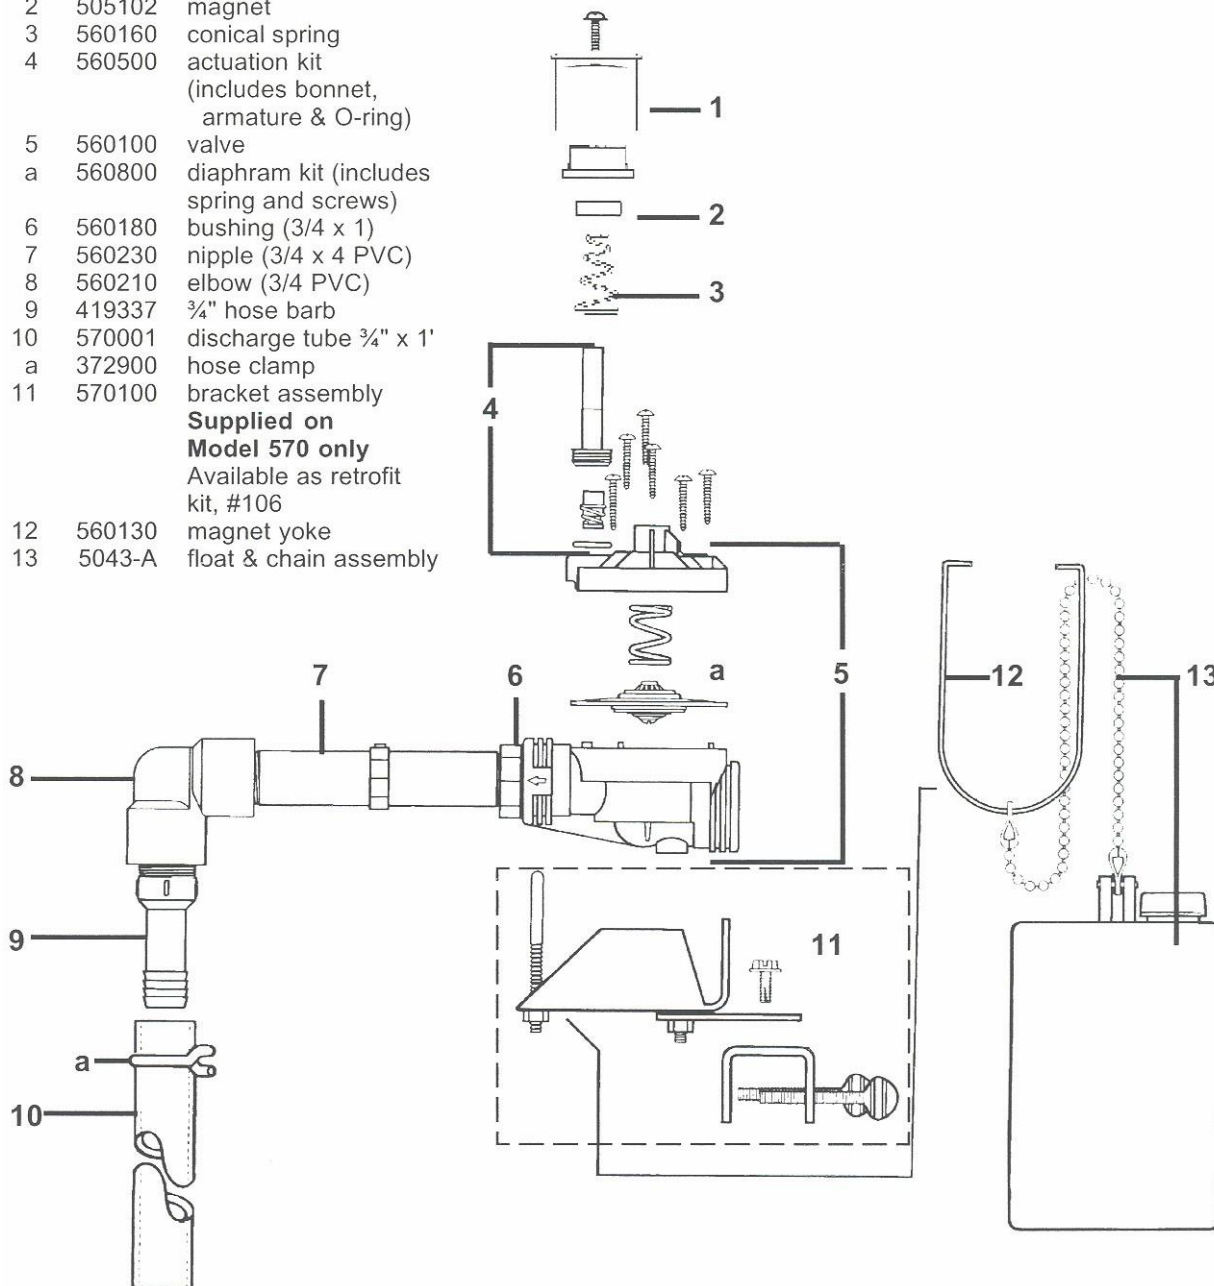 2 505102 magnet
3 560160 conical spring
4 560500 actuation kit
(includes bonnet,
armature & O-ring)
5 560100 valve
a 560800 diaphram kit (includes
spring and screws)
6 560180 bushing (3/4 x 1)
7 560230 nipple (3/4 x 4 PVC)
8 560210 elbow (3/4 PVC)
9 419337 ¾" hose barb
10 570001 discharge tube ¾" x 1'
a 372900 hose clamp
11 570100 bracket assembly
Supplied on
Model 570 only
Available as retrofit
kit, #106
12 560130 magnet yoke
13 5043-A float & chain assembly
1
2
3
4
a
5
6
7
8
9
a
10
11
12
13